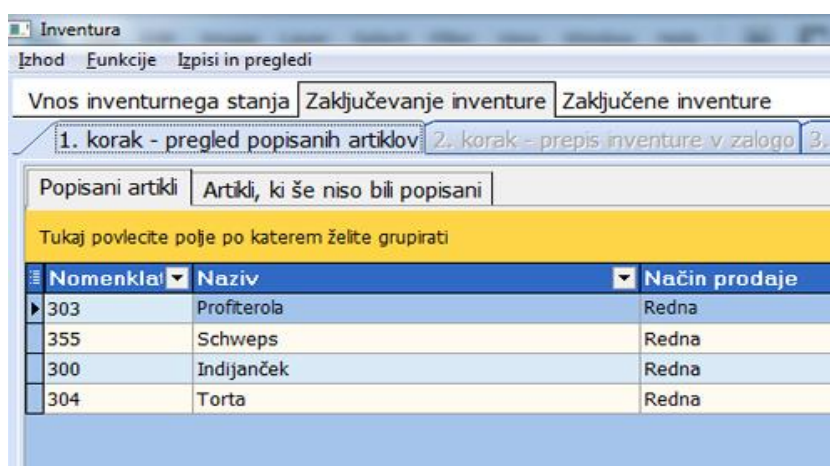 Inventura
Izhod Funkcije Izpisi in pregledi
Vnos inventurnega stanja Zaključevanje inventure Zaključene inventure
1. korak - pregled popisanih artiklov 2. korak - prepis inventure v zalogo 3.
Popisani artikli Artikli, ki še niso bili popisani
Tukaj povlecite polje po katerem želite grupirati
Nomenklat Naziv Način prodaje
303 Profiterola Redna
355 Schweps Redna
300 Indijanček Redna
304 Torta Redna